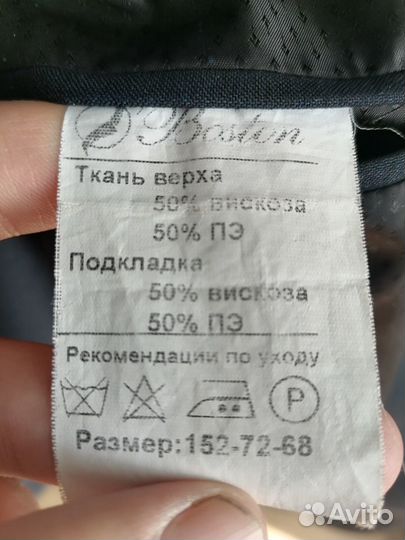 Bostun
Ткань верха
50% вискоза
50% ПЭ
Подкладка
50% вискоза
50% ПЭ
Рекомендации по уходу
P
Размер:152-72-68
Avito